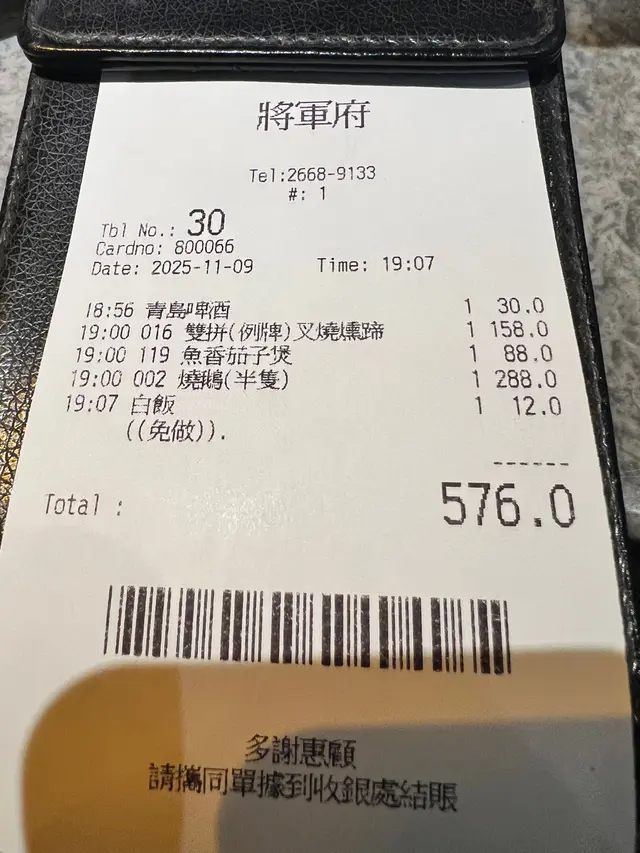 將軍府
Tel:2668-9133
#: 1
Tbl No.: 30
Cardno: 800066
Date: 2025-11-09 Time: 19:07
18:56 青島啤酒 1 30.0
19:00 016 雙拼(例牌)叉燒燻蹄 1 158.0
19:00 119 魚香茄子煲 1 88.0
19:00 002 燒鵝(半隻) 1 288.0
19:07 白飯 1 12.0
((免做)).
------
Total : 576.0
多謝惠顧
請攜同單據到收銀處結賬